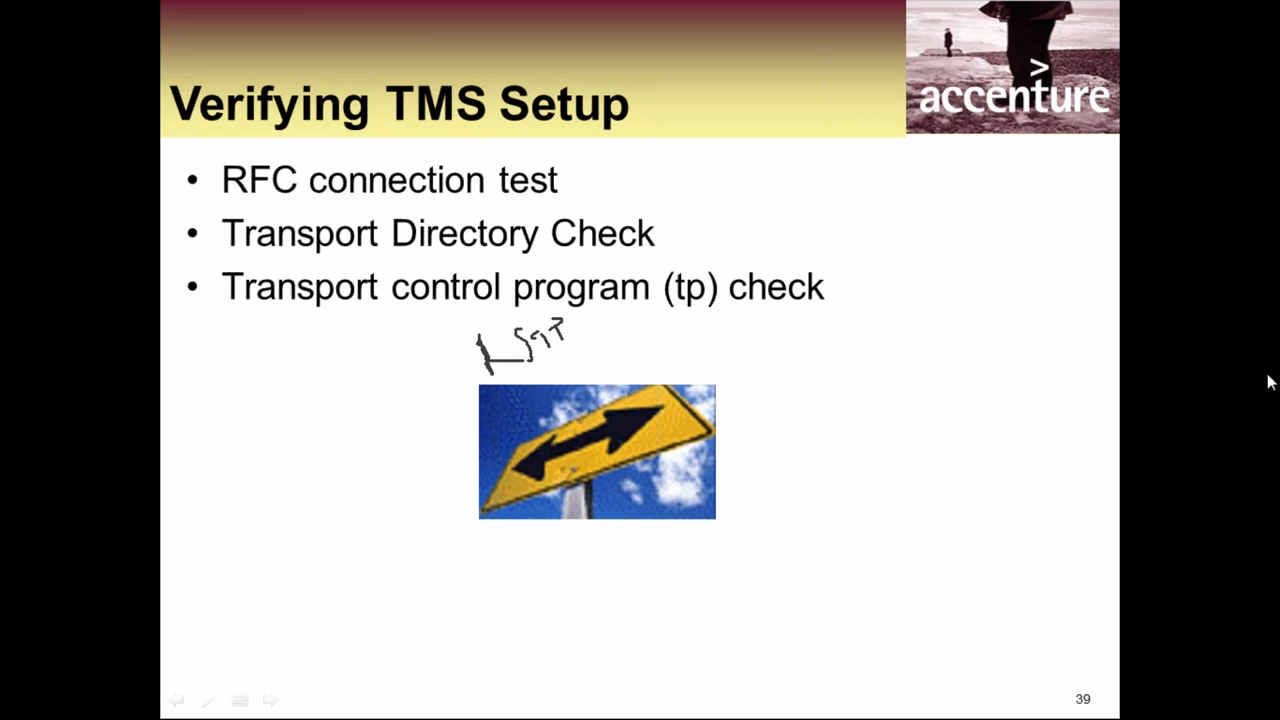 Verifying TMS Setup
>
accenture
• RFC connection test
• Transport Directory Check
• Transport control program (tp) check
39